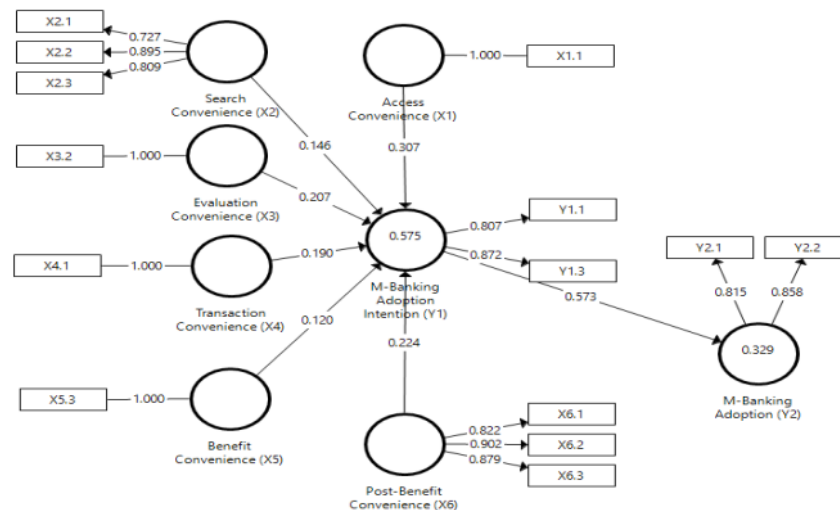 X2.1
0.727
X2.2
0.895
X2.3
0.809
Search
Convenience (X2)
0.146
1.000
X1.1
Access
Convenience (X1)
0.307
X3.2
1.000
Evaluation
Convenience (X3)
0.207
X4.1
1.000
Transaction
Convenience (X4)
0.190
X5.3
1.000
Benefit
Convenience (X5)
0.120
0.575
M-Banking
Adoption
Intention (Y1)
0.807
Y1.1
0.872
Y1.3
0.573
0.224
Post-Benefit
Convenience (X6)
0.822
X6.1
0.902
X6.2
0.879
X6.3
Y2.1
Y2.2
0.815
0.858
0.329
M-Banking
Adoption (Y2)